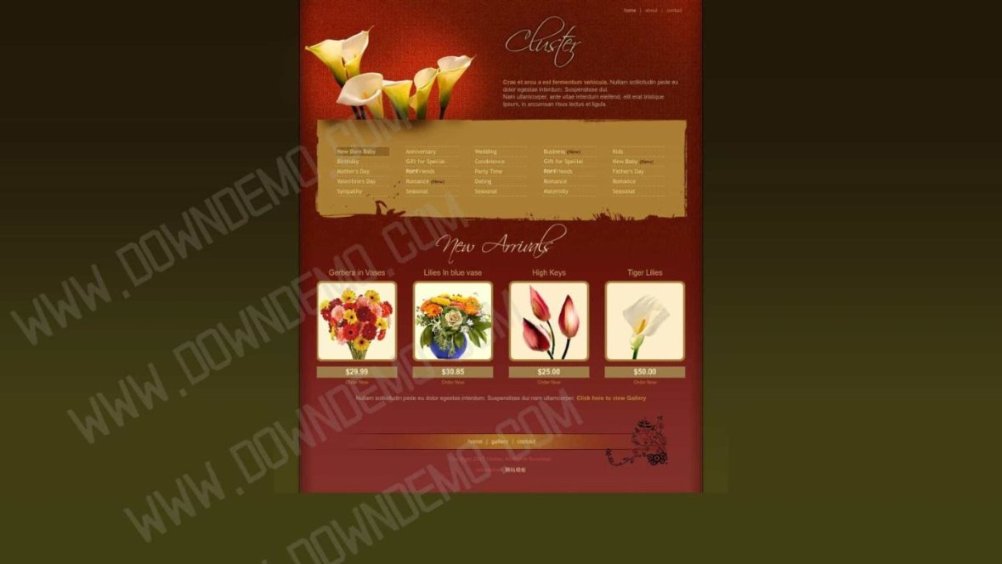 home | about | contact
Cluster
Cras et arcu a est fermentum vehicula. Nullam sollicitudin pede eu
dolor egestas interdum. Suspendisse dui.
Nam ullamcorper, ante vitae interdum eleifend, elit erat tristique
ipsum, in accumsan risus lectus et ligula.
New Born Baby Anniversary Wedding Business (New) Kids
Birthday Gift for Special Condolence Gift for Special New Baby (New)
Mother's Day Friends Party Time Friends Father's Day
Valentine's Day Romance (New) Dating Romance Romance
Sympathy Seasonal Seasonal Maternity Seasonal
New Arrivals
Gerbera in Vases Lilies in blue vase High Keys Tiger Lilies
$29.99 $30.85 $25.00 $50.00
Order Now Order Now Order Now Order Now
Nullam sollicitudin pede eu dolor egestas interdum. Suspendisse dui nam ullamcorper. Click here to view Gallery
home | gallery | contact
WWW.DOWNDEMO.COM
WWW.DOWNDEMO.COM
WWW.DOWNDEMO.COM
WWW.DOWNDEMO.COM